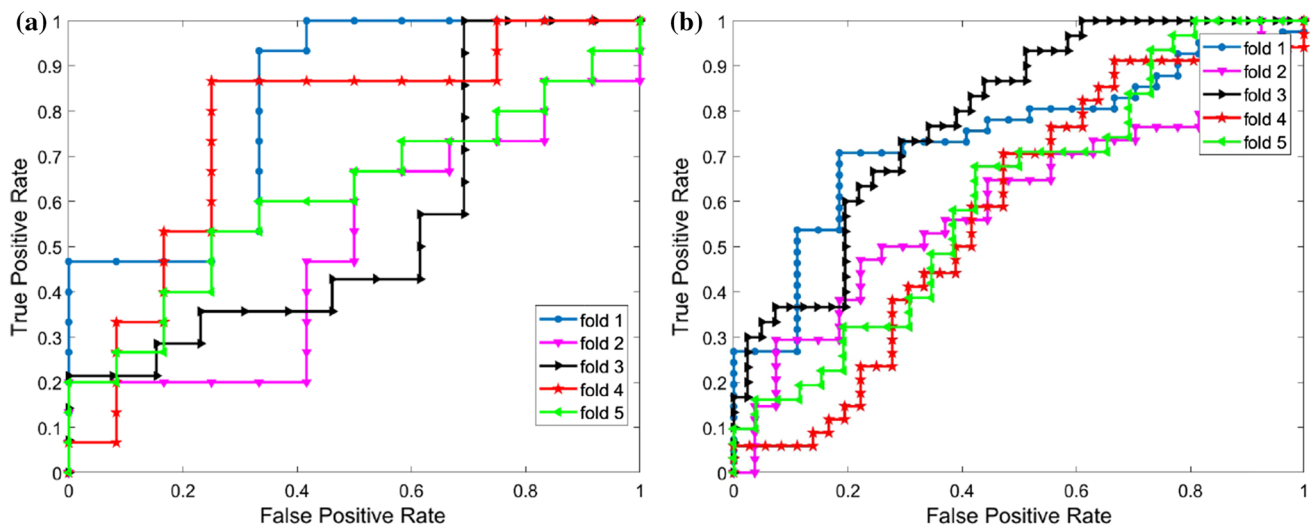 (a)
True Positive Rate
1
0.9
0.8
0.7
0.6
0.5
0.4
0.3
0.2
0.1
0
0 0.2 0.4 0.6 0.8 1
False Positive Rate
fold 1
fold 2
fold 3
fold 4
fold 5
(b)
True Positive Rate
1
0.9
0.8
0.7
0.6
0.5
0.4
0.3
0.2
0.1
0
0 0.2 0.4 0.6 0.8 1
False Positive Rate
fold 1
fold 2
fold 3
fold 4
fold 5